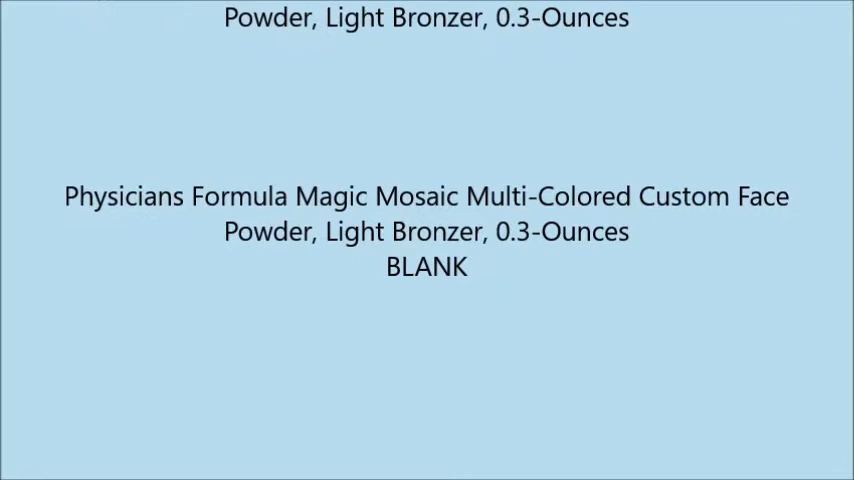 Powder, Light Bronzer, 0.3-Ounces
Physicians Formula Magic Mosaic Multi-Colored Custom Face
Powder, Light Bronzer, 0.3-Ounces
BLANK